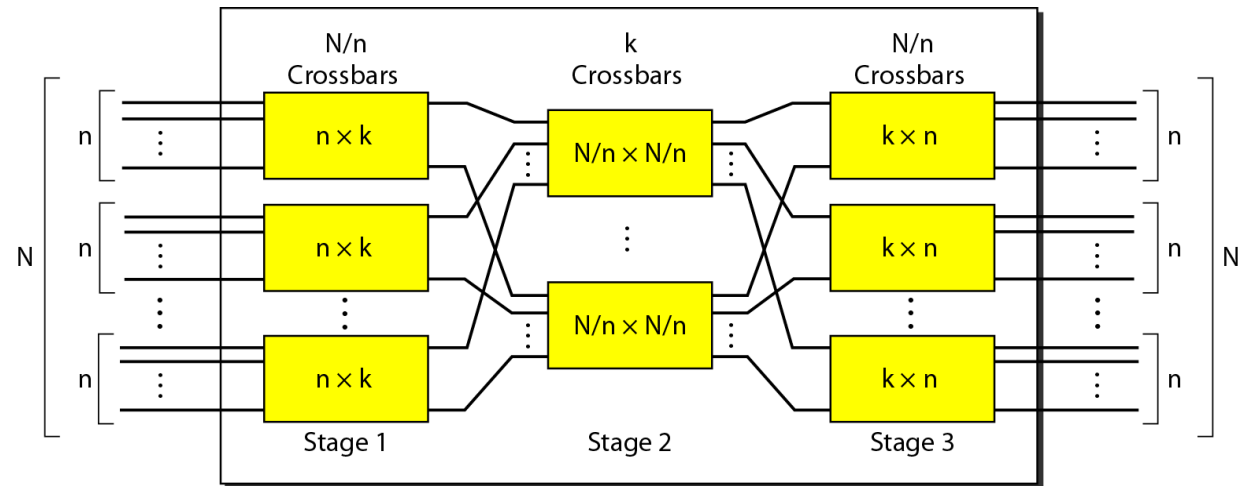 N/n
Crossbars
k
Crossbars
N/n
Crossbars
n
n × k
N/n × N/n
k × n
n
N
n
n × k
k × n
n
N
N/n × N/n
n
n × k
k × n
n
Stage 1
Stage 2
Stage 3